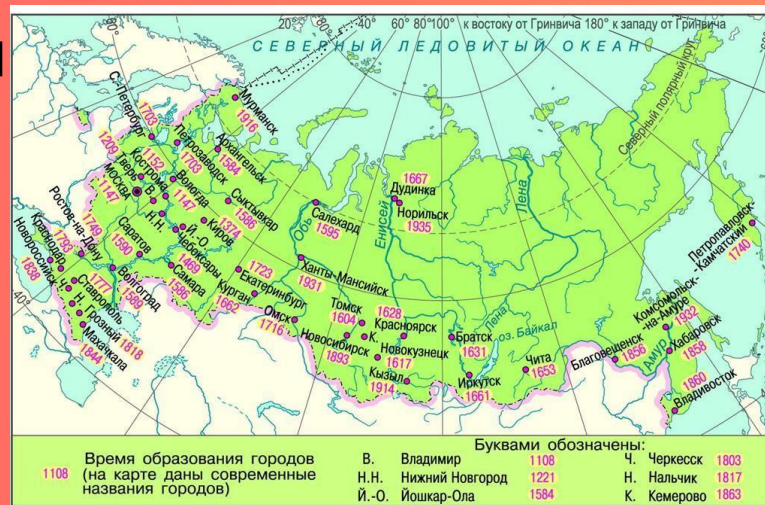 20° 40° 60° 80° 100° к востоку от Гринвича 180° к западу от Гринвича
80°
СЕВЕРНЫЙ ЛЕДОВИТЫЙ ОКЕАН
Северный полярный круг
Мурманск
1916
С.-Петербург
1703
Петрозаводск
1703
Архангельск
1584
1209
Тверь
1152
Кострома
Москва
1147
Вологда
1147
В.
Н.Н.
Й.-О.
Чебоксары
1469
Киров
1374
Сыктывкар
1586
Салехард
1595
Обь
Енисей
1667
Дудинка
Норильск
1935
Лена
Ростов-на Дону
1749
Краснодар
1793
Новороссийск
1838
Саратов
1590
Самара
1586
Волгоград
1589
Ставрополь
1777
Ч.
Н.
Грозный
1818
Махачкала
1844
40°
1723
Екатеринбург
Курган
1662
Ханты-Мансийск
1931
Омск
1716
Томск
1604
1628
Красноярск
К.
Новосибирск
1893
Новокузнецк
1617
Кызыл
1914
Братск
1631
Лена
оз. Байкал
Иркутск
1661
Чита
1653
Благовещенск
1856
Амур
Комсомольск-
-на-Амуре
1932
Хабаровск
1858
1860
Владивосток
Петропавловск-
-Камчатский
1740
1108
Время образования городов
(на карте даны современные
названия городов)
Буквами обозначены:
В. Владимир 1108
Н.Н. Нижний Новгород 1221
Й.-О. Йошкар-Ола 1584
Ч. Черкесск 1803
Н. Нальчик 1817
К. Кемерово 1863